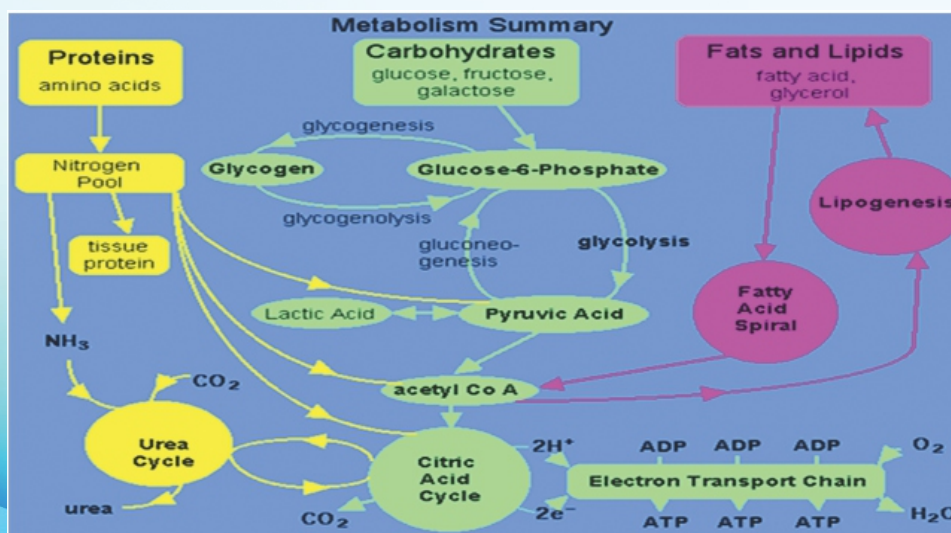 Metabolism Summary
Proteins
amino acids
Carbohydrates
glucose, fructose,
galactose
Fats and Lipids
fatty acid,
glycerol
glycogenesis
Nitrogen
Pool
Glycogen
Glucose-6-Phosphate
Lipogenesis
glycogenolysis
tissue
protein
gluconeo-
genesis
glycolysis
Fatty
Acid
Spiral
Lactic Acid
Pyruvic Acid
NH₃
CO₂
acetyl Co A
Urea
Cycle
Citric
Acid
Cycle
2H⁺
ADP ADP ADP
O₂
Electron Transport Chain
urea
CO₂
2e⁻
ATP ATP ATP
H₂O